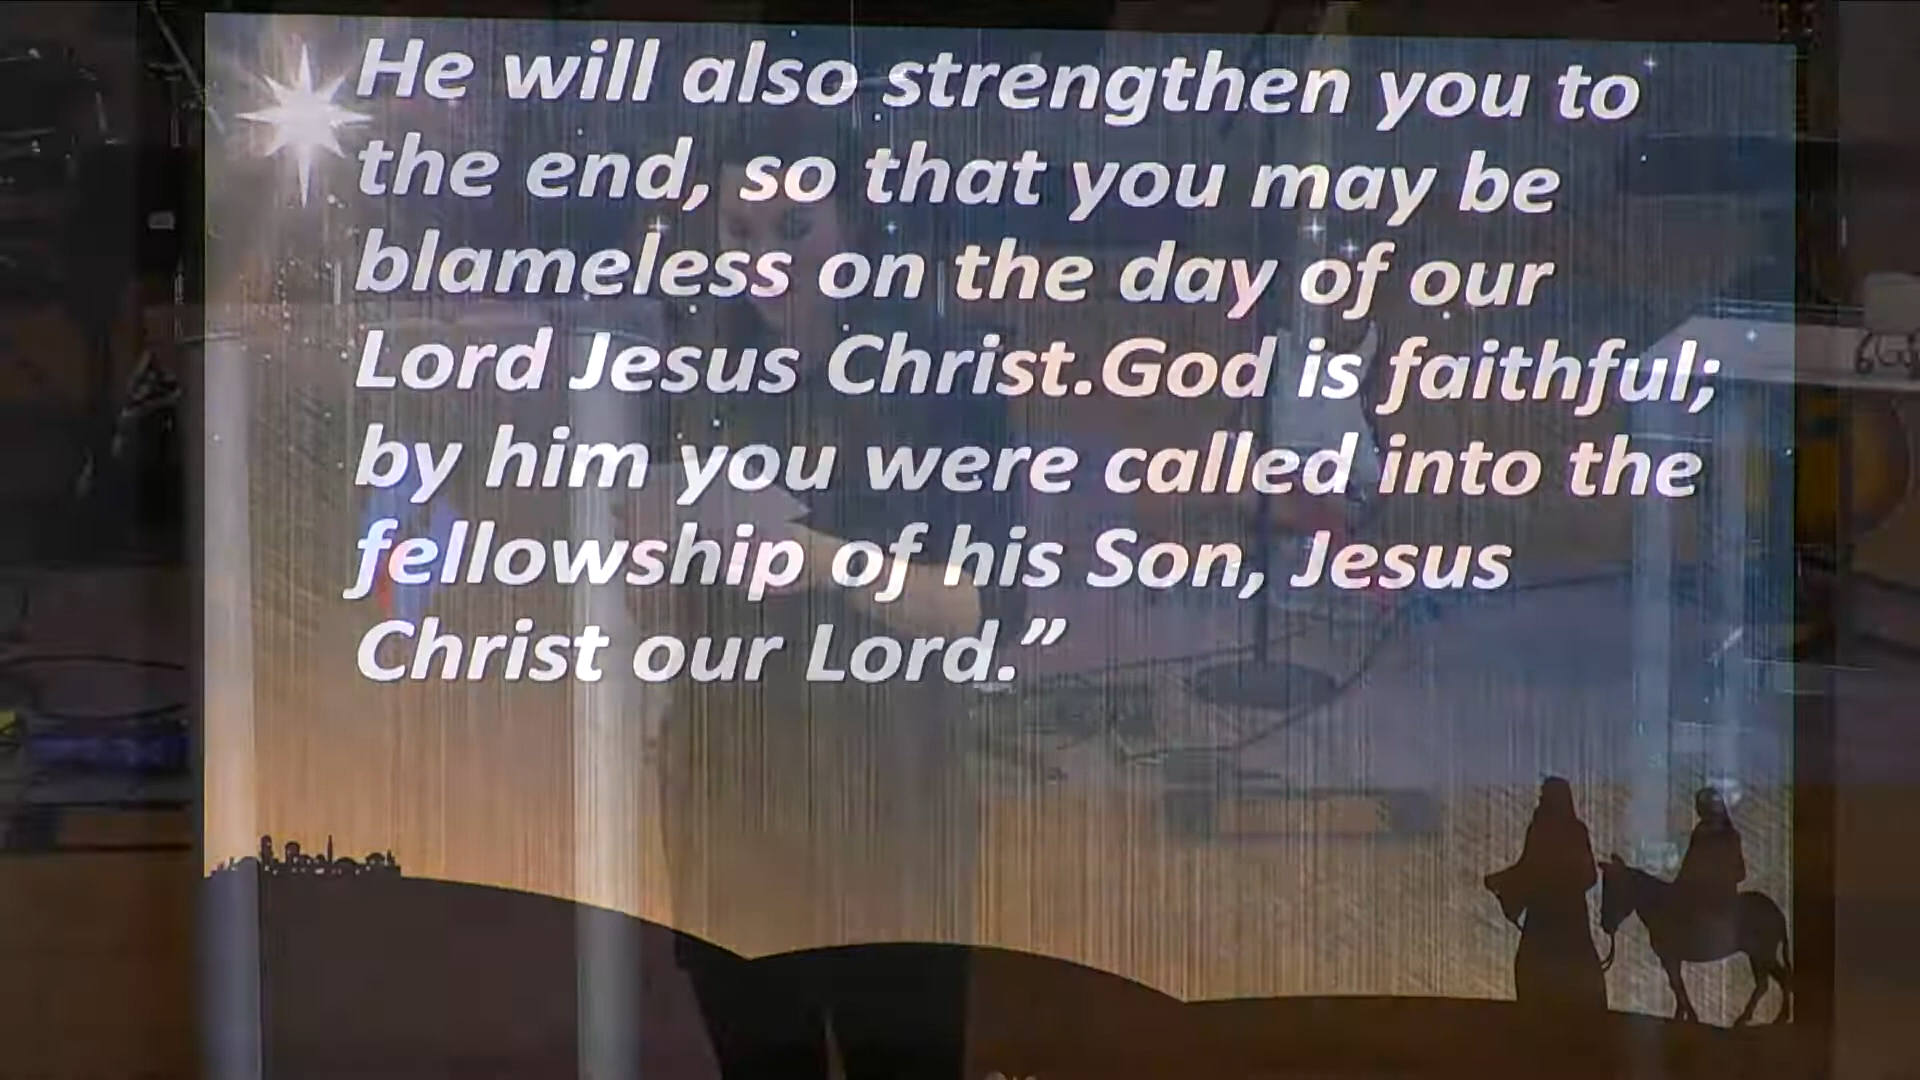 He will also strengthen you to
the end, so that you may be
blameless on the day of our
Lord Jesus Christ.God is faithful;
by him you were called into the
fellowship of his Son, Jesus
Christ our Lord.”